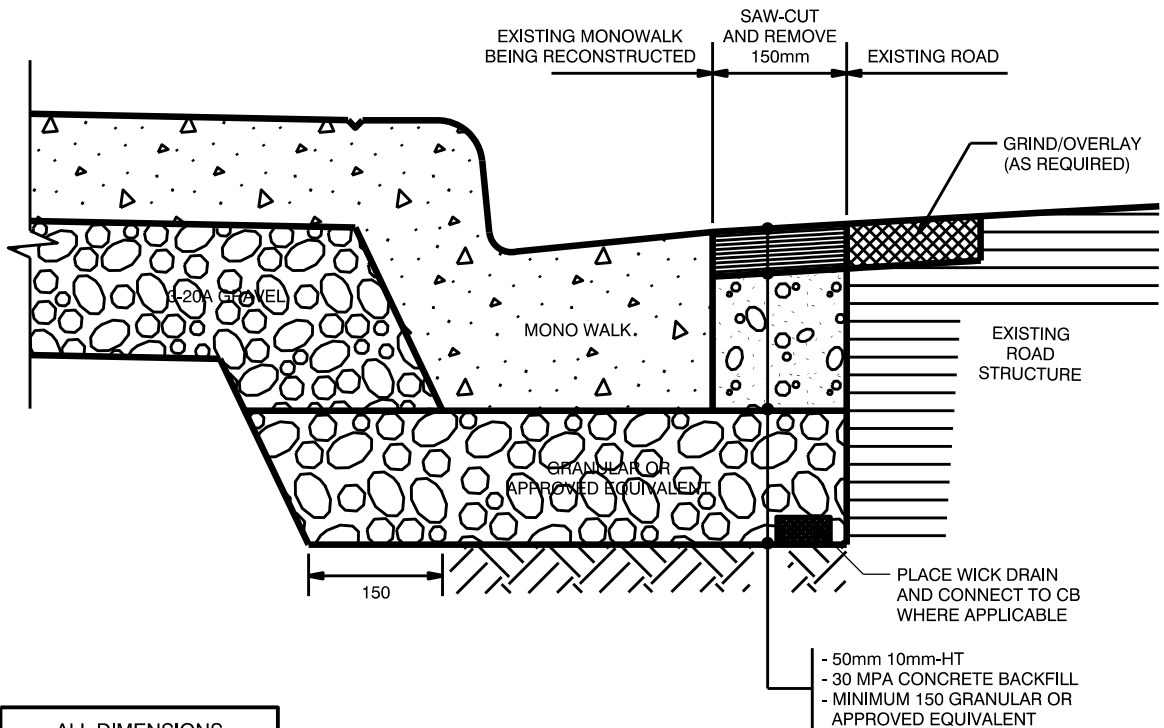 SAW-CUT
AND REMOVE
150mm
EXISTING MONOWALK
BEING RECONSTRUCTED
EXISTING ROAD
GRIND/OVERLAY
(AS REQUIRED)
3-20A GRAVEL
MONO WALK
EXISTING
ROAD
STRUCTURE
GRANULAR OR
APPROVED EQUIVALENT
150
PLACE WICK DRAIN
AND CONNECT TO CB
WHERE APPLICABLE
- 50mm 10mm-HT
- 30 MPA CONCRETE BACKFILL
- MINIMUM 150 GRANULAR OR
APPROVED EQUIVALENT
ALL DIMENSIONS